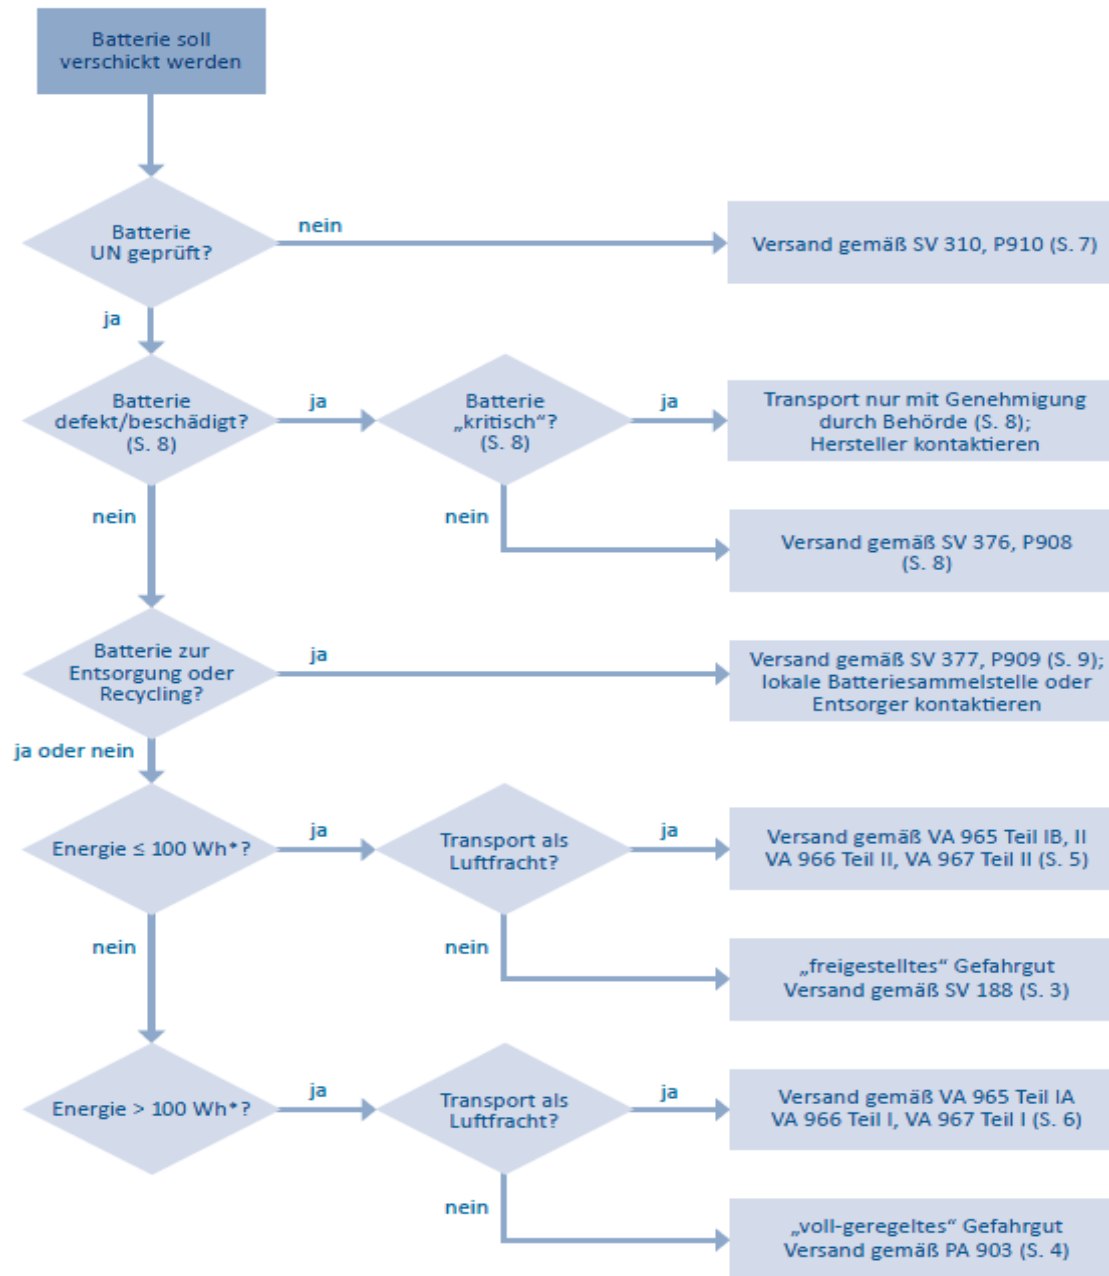 Batterie soll
verschickt werden
Batterie
UN geprüft?
nein
Versand gemäß SV 310, P910 (S. 7)
ja
Batterie
defekt/beschädigt?
(S. 8)
ja
Batterie
„kritisch“?
(S. 8)
ja
Transport nur mit Genehmigung
durch Behörde (S. 8);
Hersteller kontaktieren
nein
nein
Versand gemäß SV 376, P908
(S. 8)
Batterie zur
Entsorgung oder
Recycling?
ja
Versand gemäß SV 377, P909 (S. 9);
lokale Batteriesammelstelle oder
Entsorger kontaktieren
ja oder nein
Energie ≤ 100 Wh*?
ja
Transport als
Luftfracht?
ja
Versand gemäß VA 965 Teil IB, II
VA 966 Teil II, VA 967 Teil II (S. 5)
nein
nein
„freigestelltes“ Gefahrgut
Versand gemäß SV 188 (S. 3)
Energie > 100 Wh*?
ja
Transport als
Luftfracht?
ja
Versand gemäß VA 965 Teil IA
VA 966 Teil I, VA 967 Teil I (S. 6)
nein
„voll-geregeltes“ Gefahrgut
Versand gemäß PA 903 (S. 4)